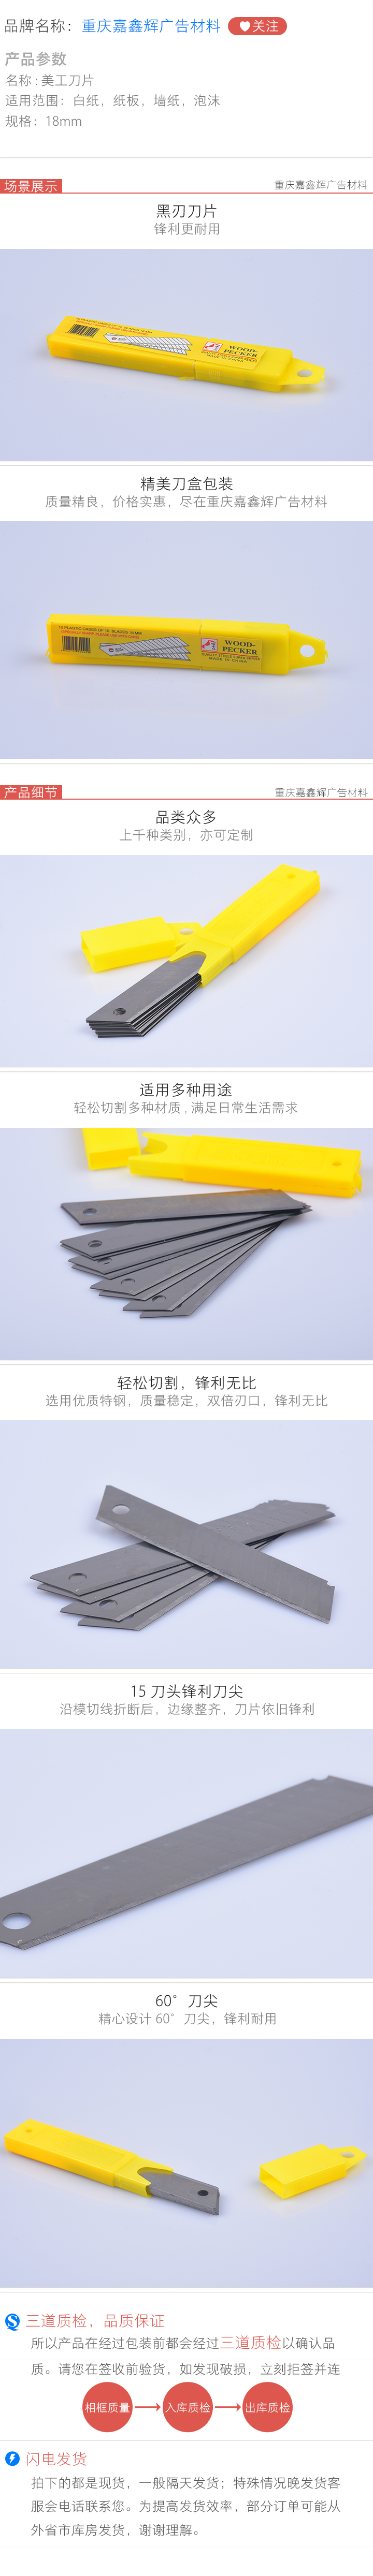 品牌名称：重庆嘉鑫辉广告材料 关注
产品参数
名称：美工刀片
适用范围：白纸，纸板，墙纸，泡沫
规格：18mm
场景展示 重庆嘉鑫辉广告材料
黑刃刀片
锋利更耐用
WOOD-
PECKER
精美刀盒包装
质量精良，价格实惠，尽在重庆嘉鑫辉广告材料
WOOD-
PECKER
MADE IN CHINA
产品细节 重庆嘉鑫辉广告材料
品类众多
上千种类别，亦可定制
适用多种用途
轻松切割多种材质，满足日常生活需求
轻松切割，锋利无比
选用优质特钢，质量稳定，双倍刃口，锋利无比
15 刀头锋利刀尖
沿模切线折断后，边缘整齐，刀片依旧锋利
60°刀尖
精心设计 60°刀尖，锋利耐用
三道质检，品质保证
所以产品在经过包装前都会经过三道质检以确认品
质。请您在签收前验货，如发现破损，立刻拒签并连
相框质量 入库质检 出库质检
闪电发货
拍下的都是现货，一般隔天发货；特殊情况晚发货客
服会电话联系您。为提高发货效率，部分订单可能从
外省市库房发货，谢谢理解。